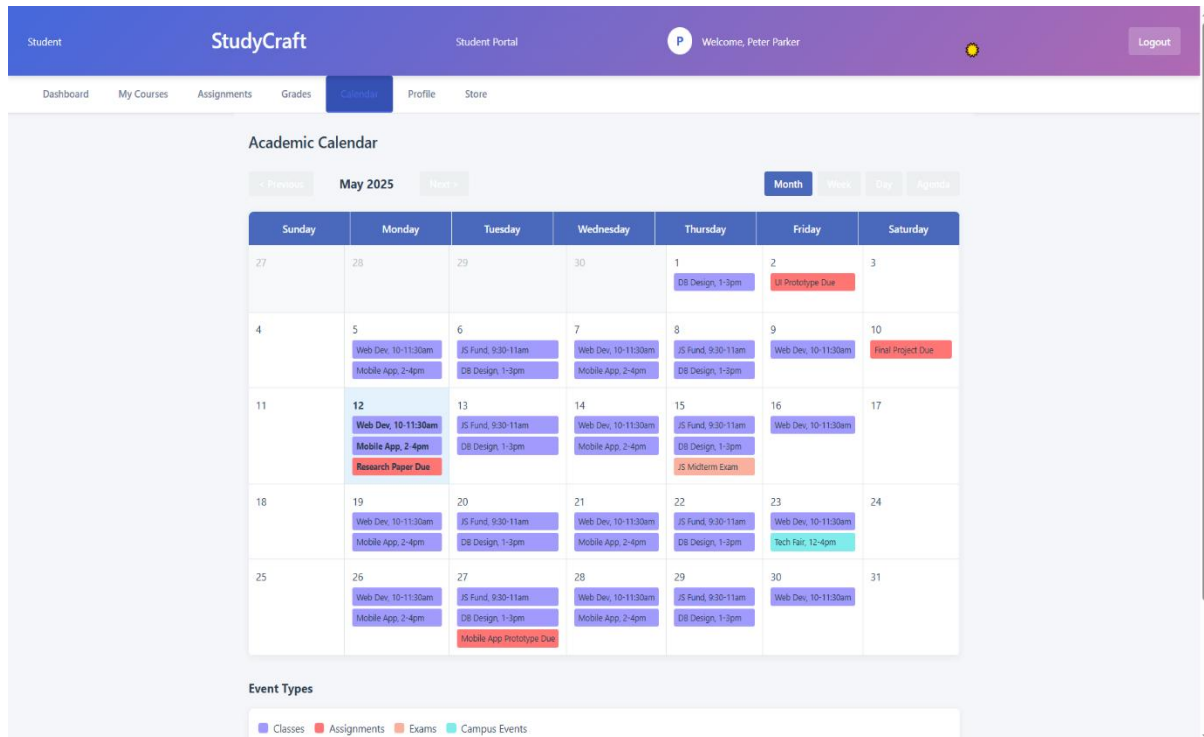 Student StudyCraft Student Portal P Welcome, Peter Parker Logout
Dashboard My Courses Assignments Grades Calendar Profile Store
Academic Calendar
< Previous May 2025 Next > Month Week Day Agenda
Sunday Monday Tuesday Wednesday Thursday Friday Saturday
27 28 29 30 1 2 3
DB Design, 1-3pm UI Prototype Due
4 5 6 7 8 9 10
Web Dev, 10-11:30am JS Fund, 9:30-11am Web Dev, 10-11:30am JS Fund, 9:30-11am Web Dev, 10-11:30am Final Project Due
Mobile App, 2-4pm DB Design, 1-3pm Mobile App, 2-4pm DB Design, 1-3pm
11 12 13 14 15 16 17
Web Dev, 10-11:30am JS Fund, 9:30-11am Web Dev, 10-11:30am JS Fund, 9:30-11am Web Dev, 10-11:30am
Mobile App, 2-4pm DB Design, 1-3pm Mobile App, 2-4pm DB Design, 1-3pm
Research Paper Due JS Midterm Exam
18 19 20 21 22 23 24
Web Dev, 10-11:30am JS Fund, 9:30-11am Web Dev, 10-11:30am JS Fund, 9:30-11am Web Dev, 10-11:30am
Mobile App, 2-4pm DB Design, 1-3pm Mobile App, 2-4pm DB Design, 1-3pm Tech Fair, 12-4pm
25 26 27 28 29 30 31
Web Dev, 10-11:30am JS Fund, 9:30-11am Web Dev, 10-11:30am JS Fund, 9:30-11am Web Dev, 10-11:30am
Mobile App, 2-4pm DB Design, 1-3pm Mobile App, 2-4pm DB Design, 1-3pm
Mobile App Prototype Due
Event Types
Classes Assignments Exams Campus Events